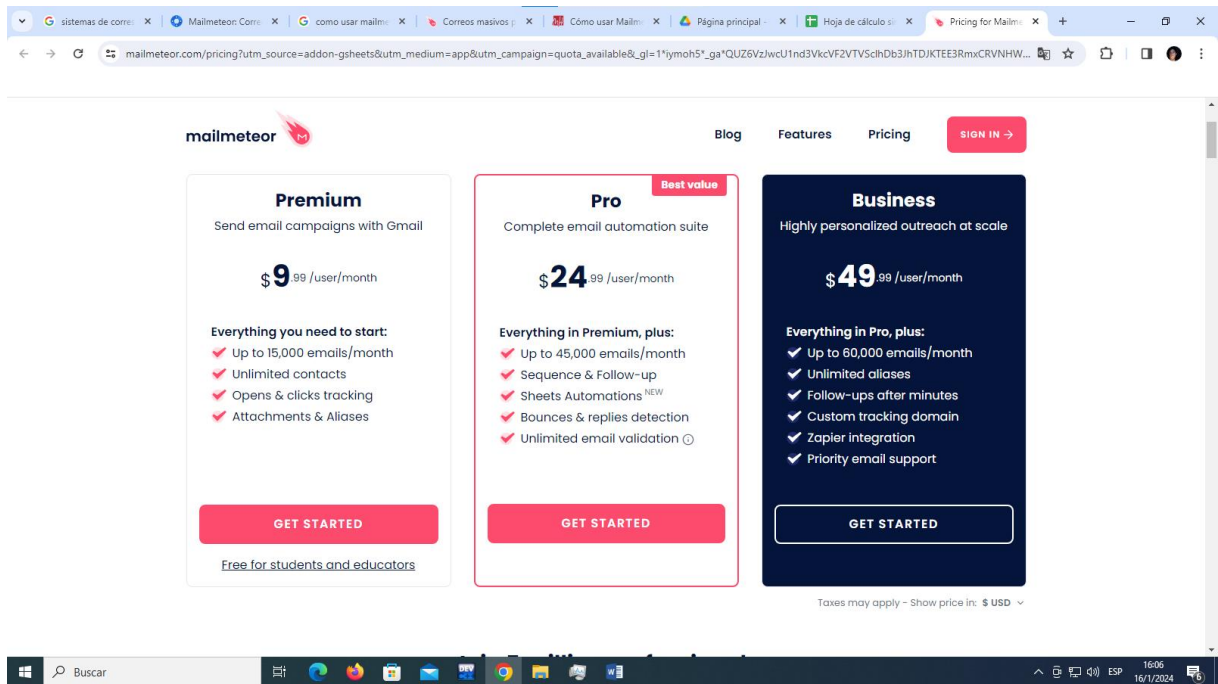 sistemas de corre
Mailmeteor: Corre
como usar mailme
Correos masivos p
Cómo usar Mailm
Página principal -
Hoja de cálculo si
Pricing for Mailme
mailmeteor.com/pricing?utm_source=addon-gsheets&utm_medium=app&utm_campaign=quota_available&_gl=1*iymoh5*_ga*QUZ6VzJwcU1nd3VkcVF2VTVSclhDb3JhTDJKTEE3RmxCRVNHW...
mailmeteor
Blog
Features
Pricing
SIGN IN →
Premium
Send email campaigns with Gmail
$9.99 /user/month
Everything you need to start:
Up to 15,000 emails/month
Unlimited contacts
Opens & clicks tracking
Attachments & Aliases
GET STARTED
Free for students and educators
Best value
Pro
Complete email automation suite
$24.99 /user/month
Everything in Premium, plus:
Up to 45,000 emails/month
Sequence & Follow-up
Sheets Automations NEW
Bounces & replies detection
Unlimited email validation
GET STARTED
Business
Highly personalized outreach at scale
$49.99 /user/month
Everything in Pro, plus:
Up to 60,000 emails/month
Unlimited aliases
Follow-ups after minutes
Custom tracking domain
Zapier integration
Priority email support
GET STARTED
Taxes may apply - Show price in: $ USD
Buscar
DEV
ESP
16:06
16/1/2024
6